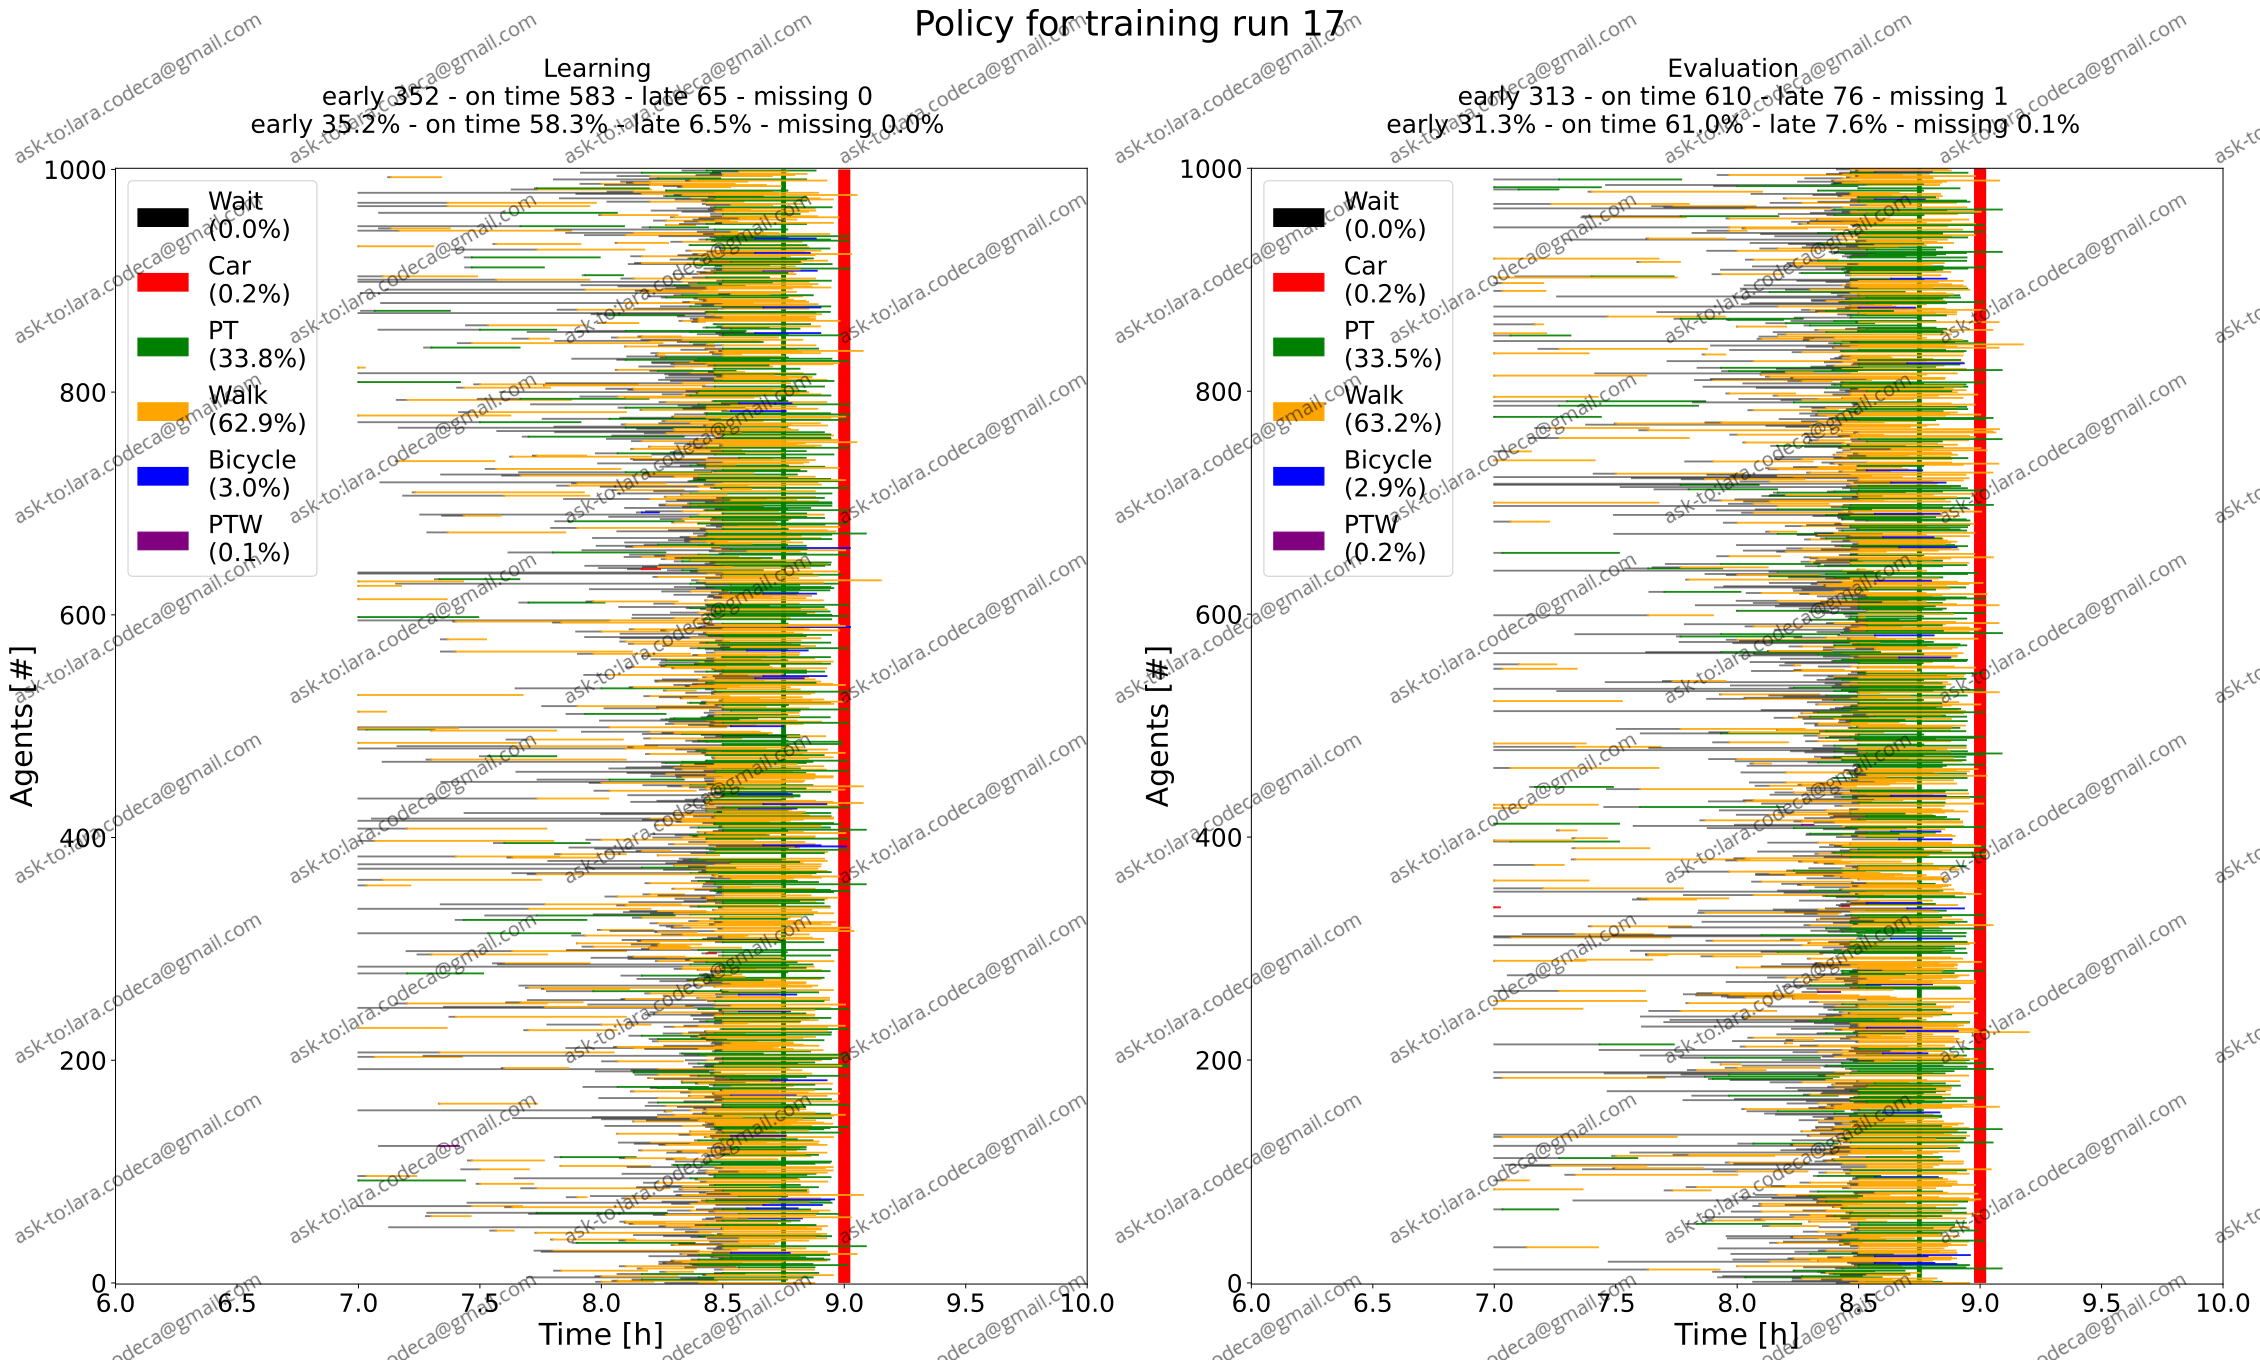 Policy for training run 17
Learning
early 352 - on time 583 - late 65 - missing 0
early 35.2% - on time 58.3% - late 6.5% - missing 0.0%
1000
800
600
400
200
0
Agents [#]
Wait
(0.0%)
Car
(0.2%)
PT
(33.8%)
Walk
(62.9%)
Bicycle
(3.0%)
PTW
(0.1%)
6.0 6.5 7.0 7.5 8.0 8.5 9.0 9.5 10.0
Time [h]
Evaluation
early 313 - on time 610 - late 76 - missing 1
early 31.3% - on time 61.0% - late 7.6% - missing 0.1%
1000
800
600
400
200
0
Agents [#]
Wait
(0.0%)
Car
(0.2%)
PT
(33.5%)
Walk
(63.2%)
Bicycle
(2.9%)
PTW
(0.2%)
6.0 6.5 7.0 7.5 8.0 8.5 9.0 9.5 10.0
Time [h]
ask-to:lara.codeca@gmail.com